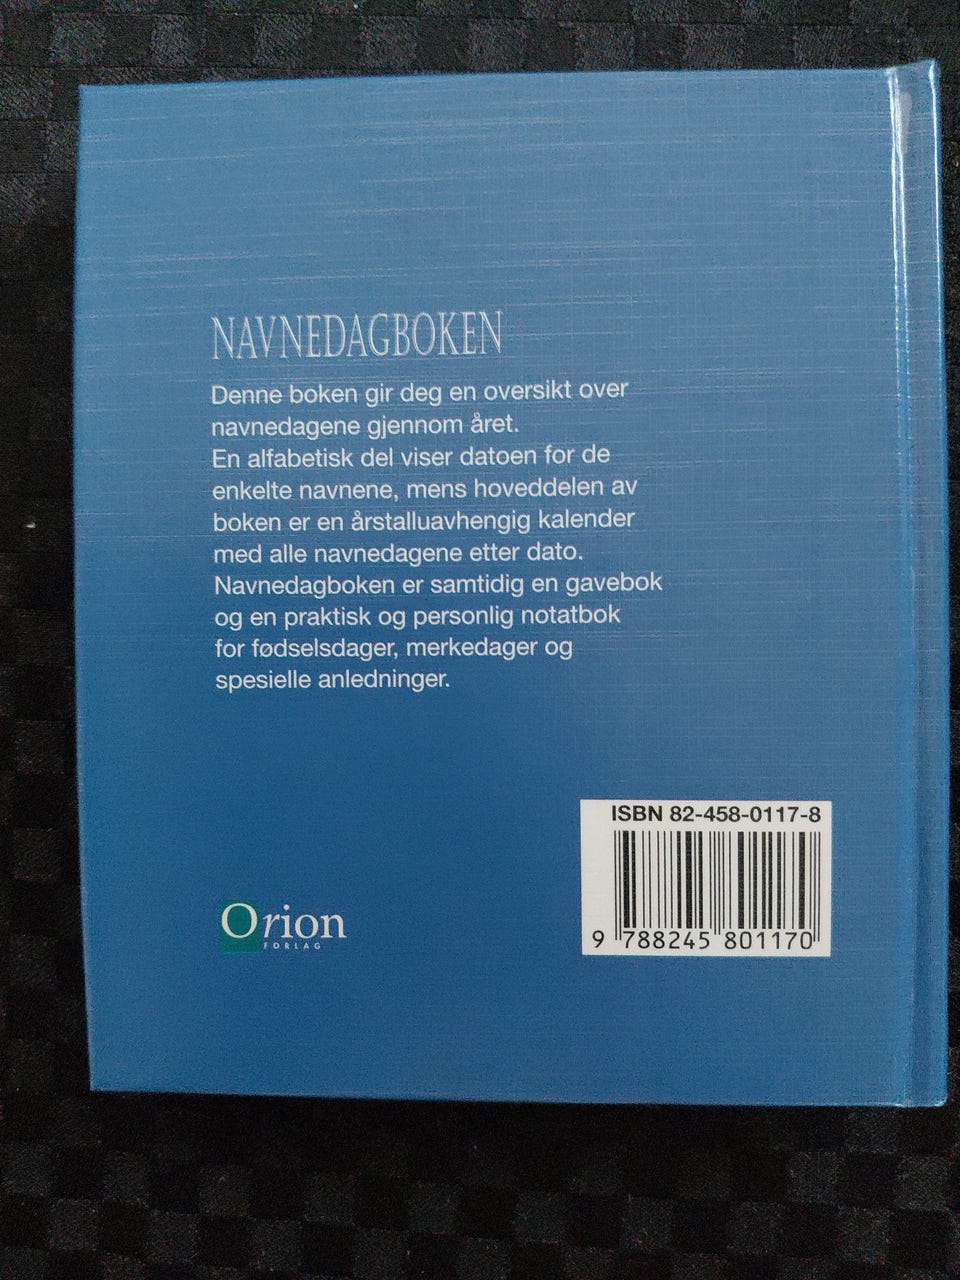 NAVNEDAGBOKEN
Denne boken gir deg en oversikt over
navnedagene gjennom året.
En alfabetisk del viser datoen for de
enkelte navnene, mens hoveddelen av
boken er en årstalluavhengig kalender
med alle navnedagene etter dato.
Navnedagboken er samtidig en gavebok
og en praktisk og personlig notatbok
for fødselsdager, merkedager og
spesielle anledninger.
ISBN 82-458-0117-8
9 788245 801170
Orion
FORLAG